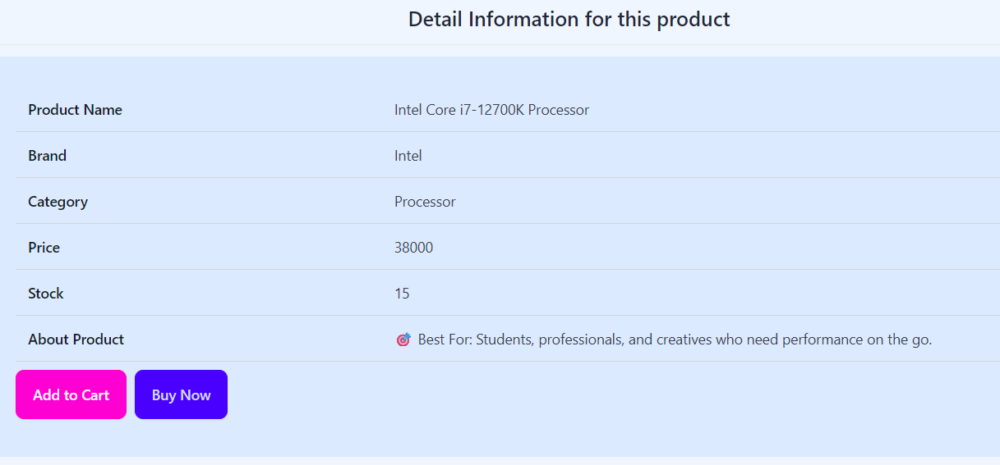 Detail Information for this product
Product Name Intel Core i7-12700K Processor
Brand Intel
Category Processor
Price 38000
Stock 15
About Product 🎯 Best For: Students, professionals, and creatives who need performance on the go.
Add to Cart Buy Now